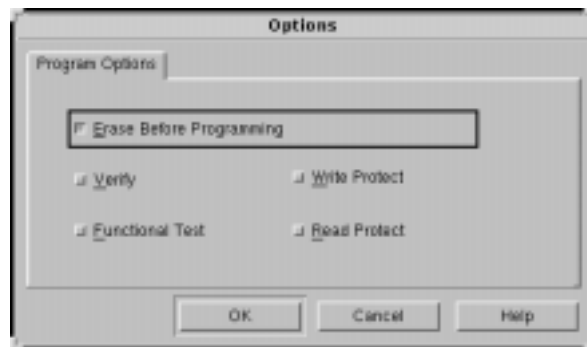 Options
Program Options
Erase Before Programming
Verify Write Protect
Functional Test Read Protect
OK Cancel Help